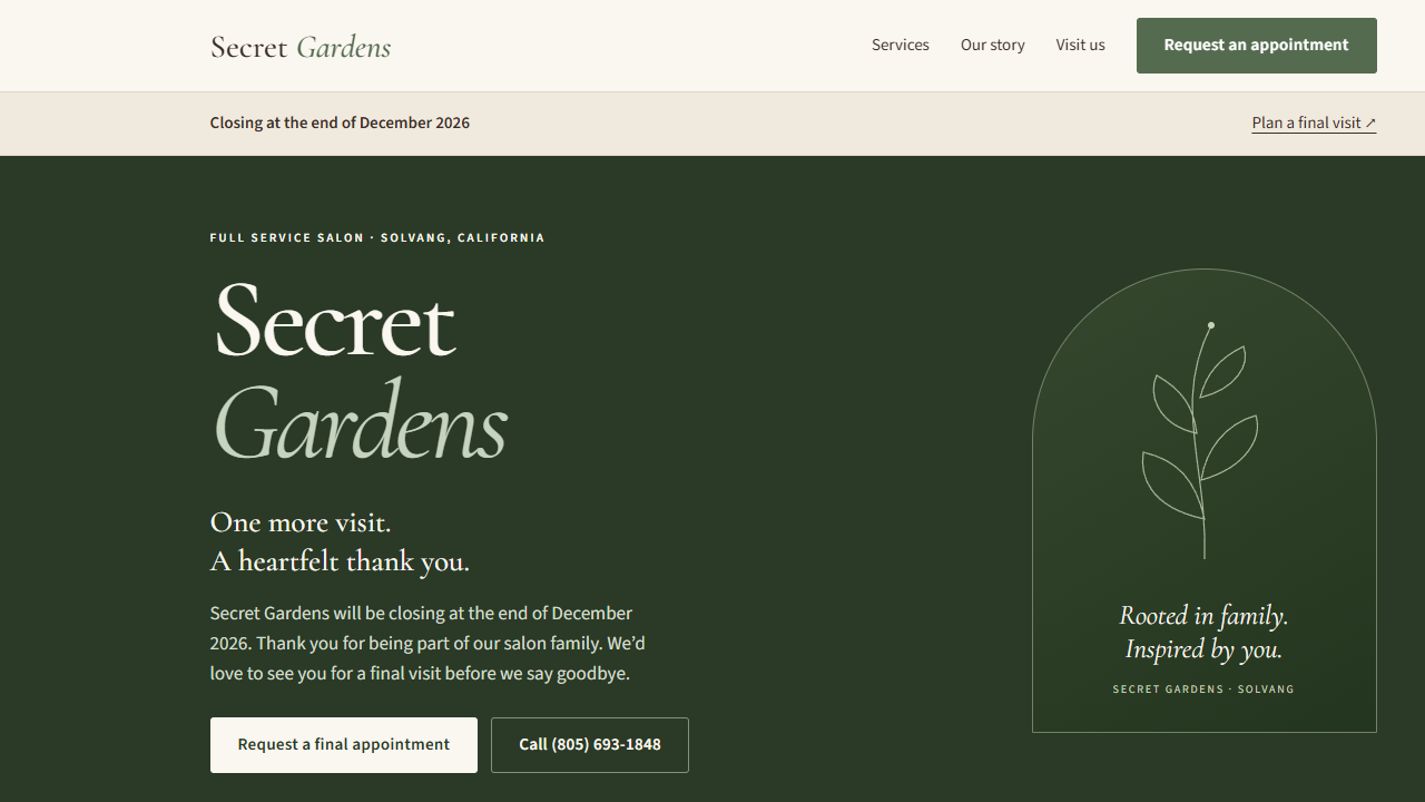 Secret Gardens
Services
Our story
Visit us
Request an appointment
Closing at the end of December 2026
Plan a final visit ↗
FULL SERVICE SALON · SOLVANG, CALIFORNIA
Secret
Gardens
One more visit.
A heartfelt thank you.
Secret Gardens will be closing at the end of December
2026. Thank you for being part of our salon family. We’d
love to see you for a final visit before we say goodbye.
Request a final appointment
Call (805) 693-1848
Rooted in family.
Inspired by you.
SECRET GARDENS · SOLVANG